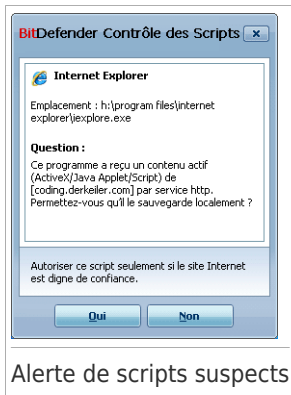 BitDefender Contrôle des Scripts
Internet Explorer
Emplacement : h:\program files\internet
explorer\iexplore.exe
Question :
Ce programme a reçu un contenu actif
(ActiveX/Java Applet/Script) de
[coding.derkeiler.com] par service http.
Permettez-vous qu'il le sauvegarde localement ?
Autoriser ce script seulement si le site Internet
est digne de confiance.
Oui Non
Alerte de scripts suspects